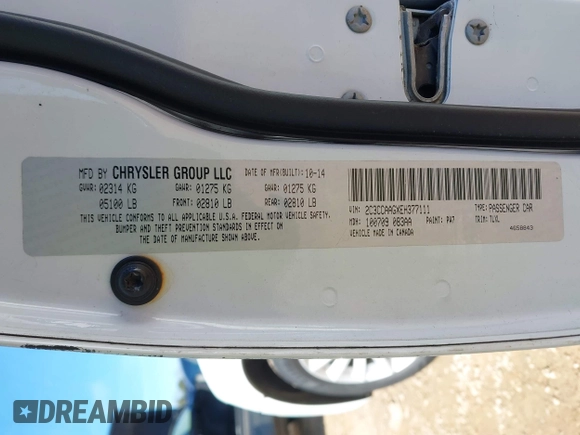 MFD BY CHRYSLER GROUP LLC DATE OF MFR(BUILT): 10-14
GVWR: 02314 KG GAWR: 01275 KG GAWR: 01275 KG
05100 LB FRONT: 02810 LB REAR: 02810 LB
THIS VEHICLE CONFORMS TO ALL APPLICABLE U.S.A. FEDERAL MOTOR VEHICLE SAFETY,
BUMPER AND THEFT PREVENTION STANDARDS IN EFFECT ON
THE DATE OF MANUFACTURE SHOWN ABOVE.
VIN: 2C3CCAAGWEH377111 TYPE: PASSENGER CAR
MDH: 100709 083AA PAINT: PW7 TRIM: TLXL
VEHICLE MADE IN CANADA 4658843
DREAMBID